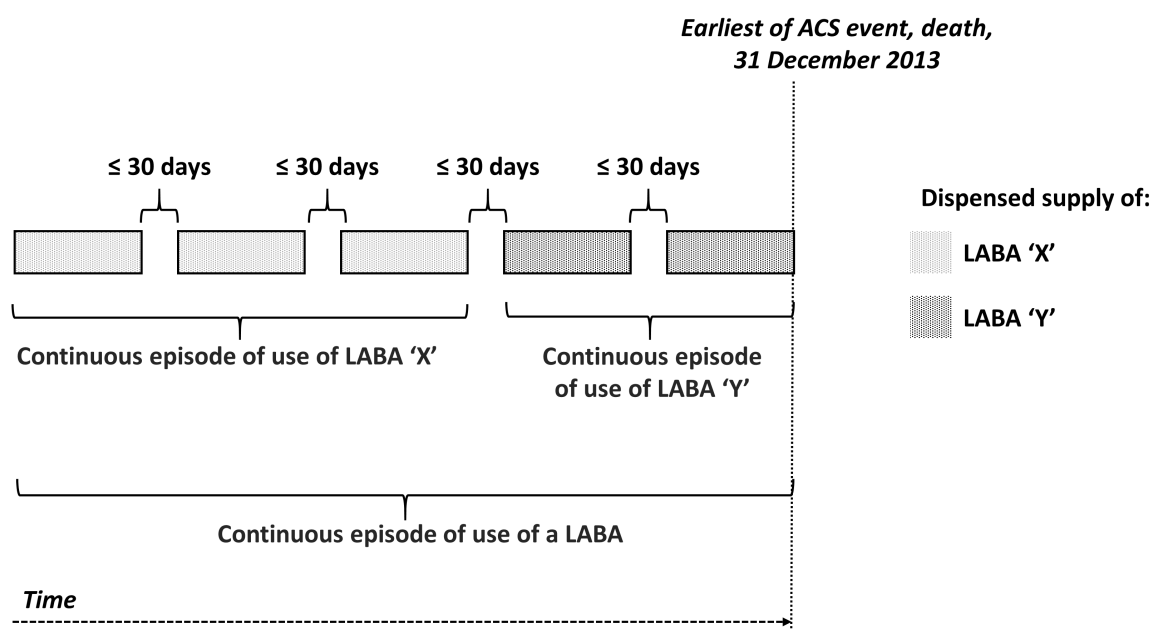 Earliest of ACS event, death,
31 December 2013
≤ 30 days
≤ 30 days
≤ 30 days
≤ 30 days
Dispensed supply of:
LABA ‘X’
LABA ‘Y’
Continuous episode of use of LABA ‘X’
Continuous episode
of use of LABA ‘Y’
Continuous episode of use of a LABA
Time